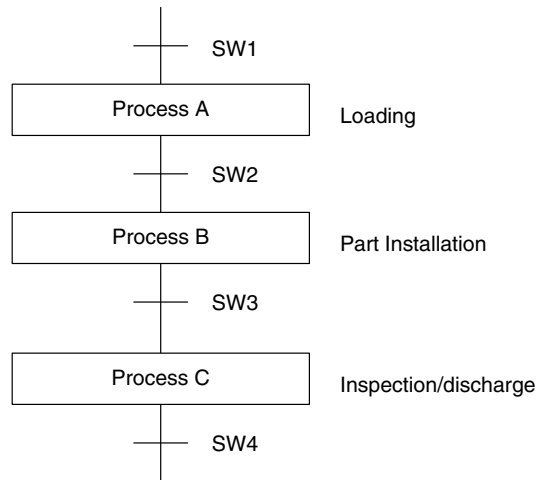 SW1
Process A
Loading
SW2
Process B
Part Installation
SW3
Process C
Inspection/discharge
SW4